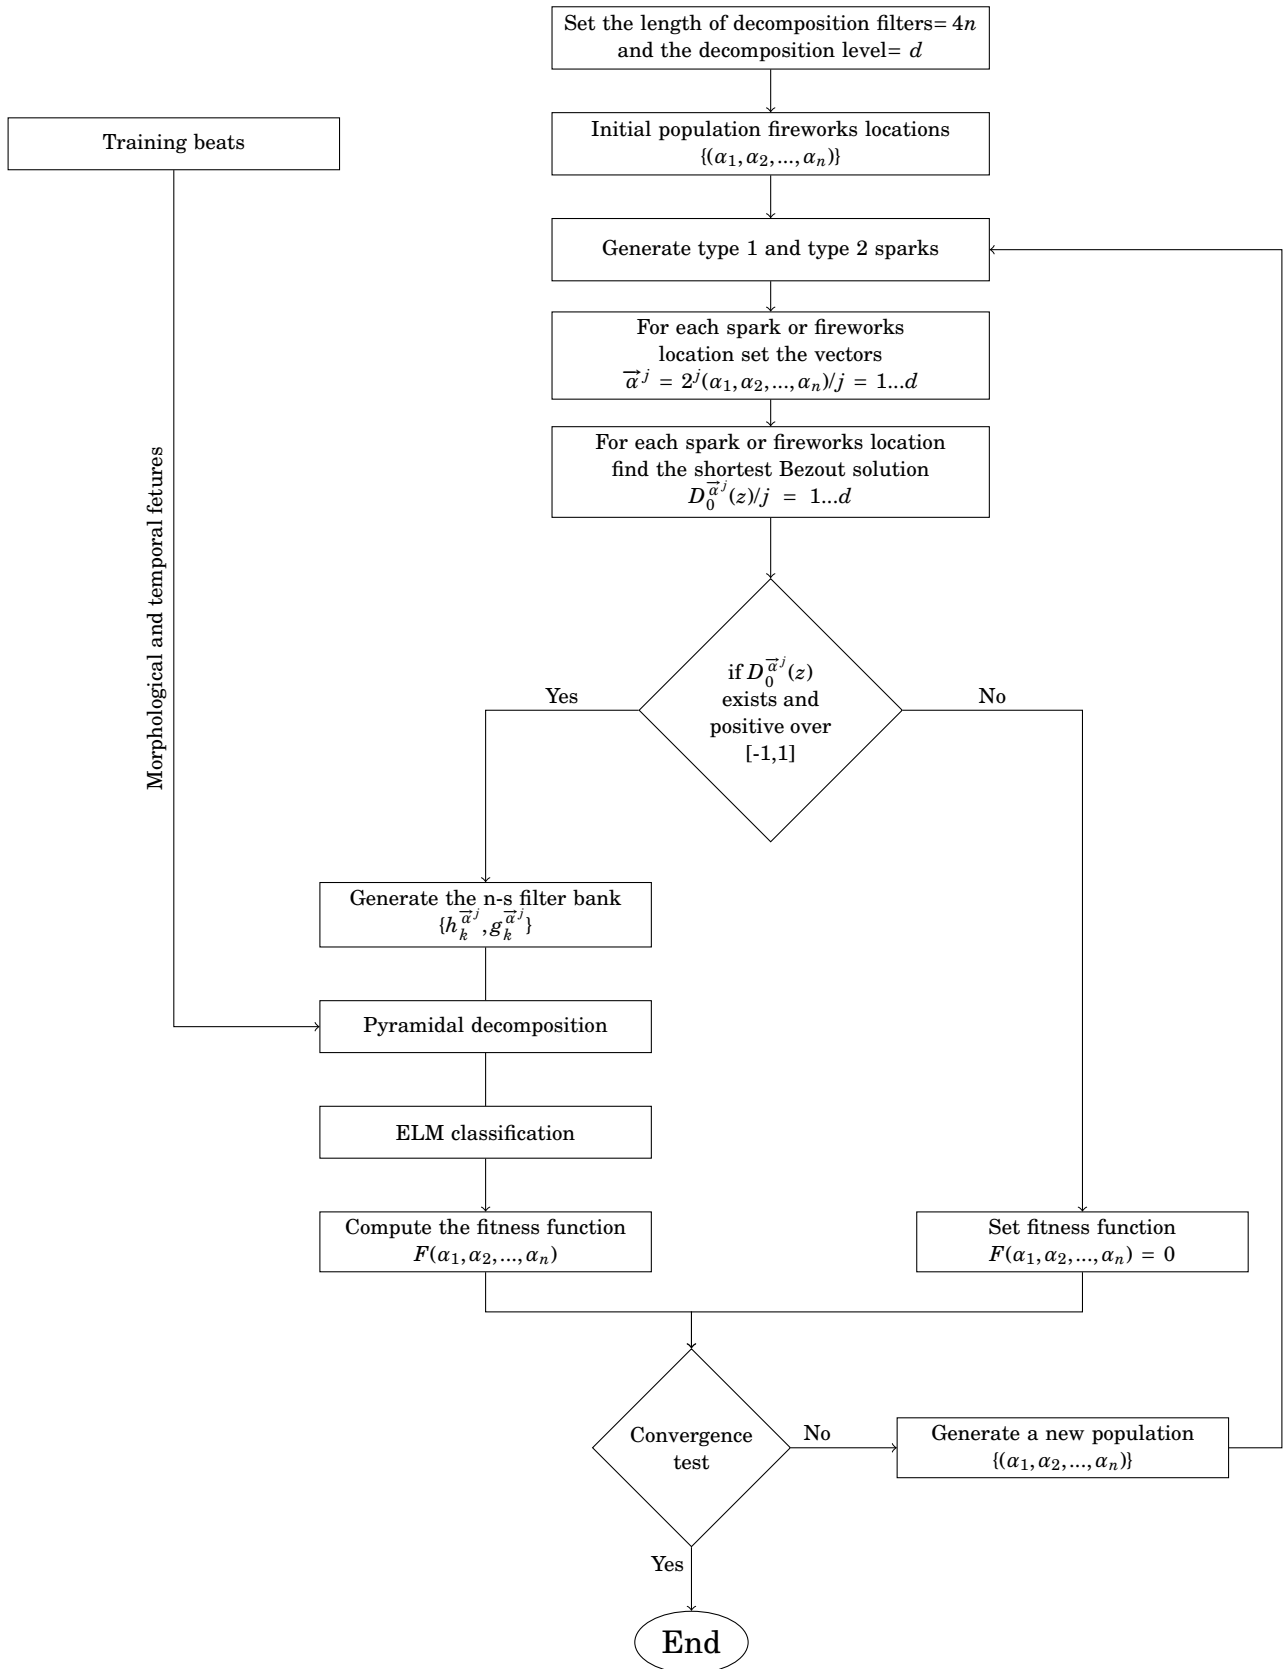 Set the length of decomposition filters= 4n
and the decomposition level= d
Training beats
Initial population fireworks locations
{(α₁, α₂, ..., αₙ)}
Generate type 1 and type 2 sparks
For each spark or fireworks
location set the vectors
α⃗ ʲ = 2ʲ(α₁, α₂, ..., αₙ)/j = 1...d
For each spark or fireworks location
find the shortest Bezout solution
D₀^{α⃗ ʲ}(z)/j = 1...d
Morphological and temporal fetures
if D₀^{α⃗ ʲ}(z)
exists and
positive over
[-1,1]
Yes
No
Generate the n-s filter bank
{hₖ^{α⃗ ʲ}, gₖ^{α⃗ ʲ}}
Pyramidal decomposition
ELM classification
Compute the fitness function
F(α₁, α₂, ..., αₙ)
Set fitness function
F(α₁, α₂, ..., αₙ) = 0
Convergence
test
No
Generate a new population
{(α₁, α₂, ..., αₙ)}
Yes
End